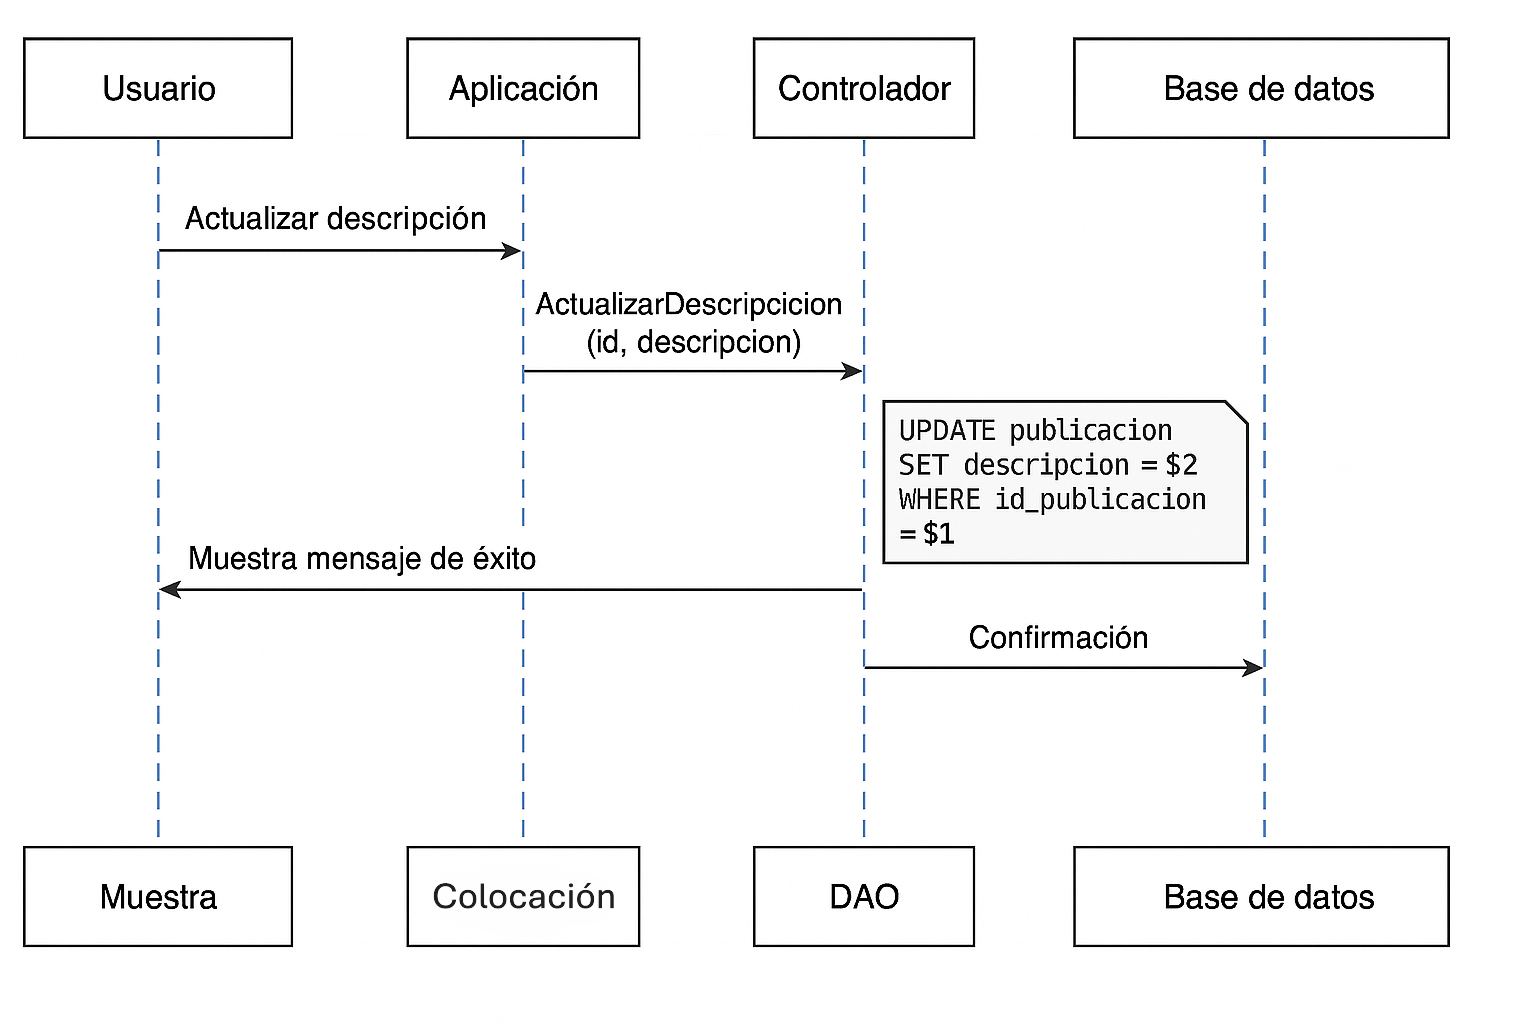 Usuario
Aplicación
Controlador
Base de datos
Actualizar descripción
ActualizarDescripcicion
(id, descripcion)
UPDATE publicacion
SET descripcion = $2
WHERE id_publicacion
= $1
Muestra mensaje de éxito
Confirmación
Muestra
Colocación
DAO
Base de datos